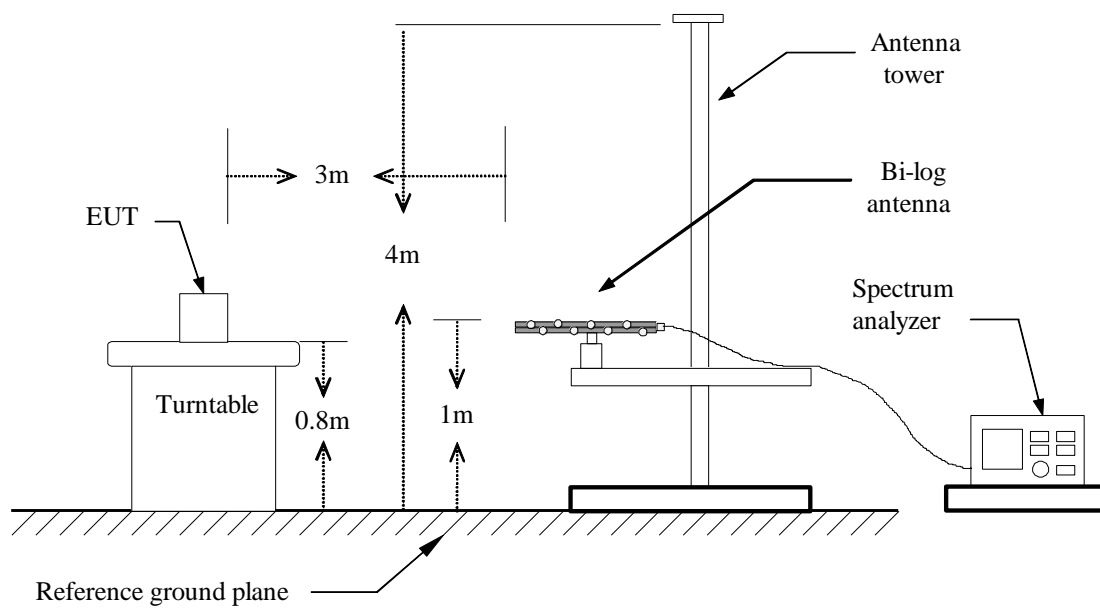 Antenna
tower
3m
Bi-log
antenna
EUT
4m
Spectrum
analyzer
Turntable
0.8m
1m
Reference ground plane